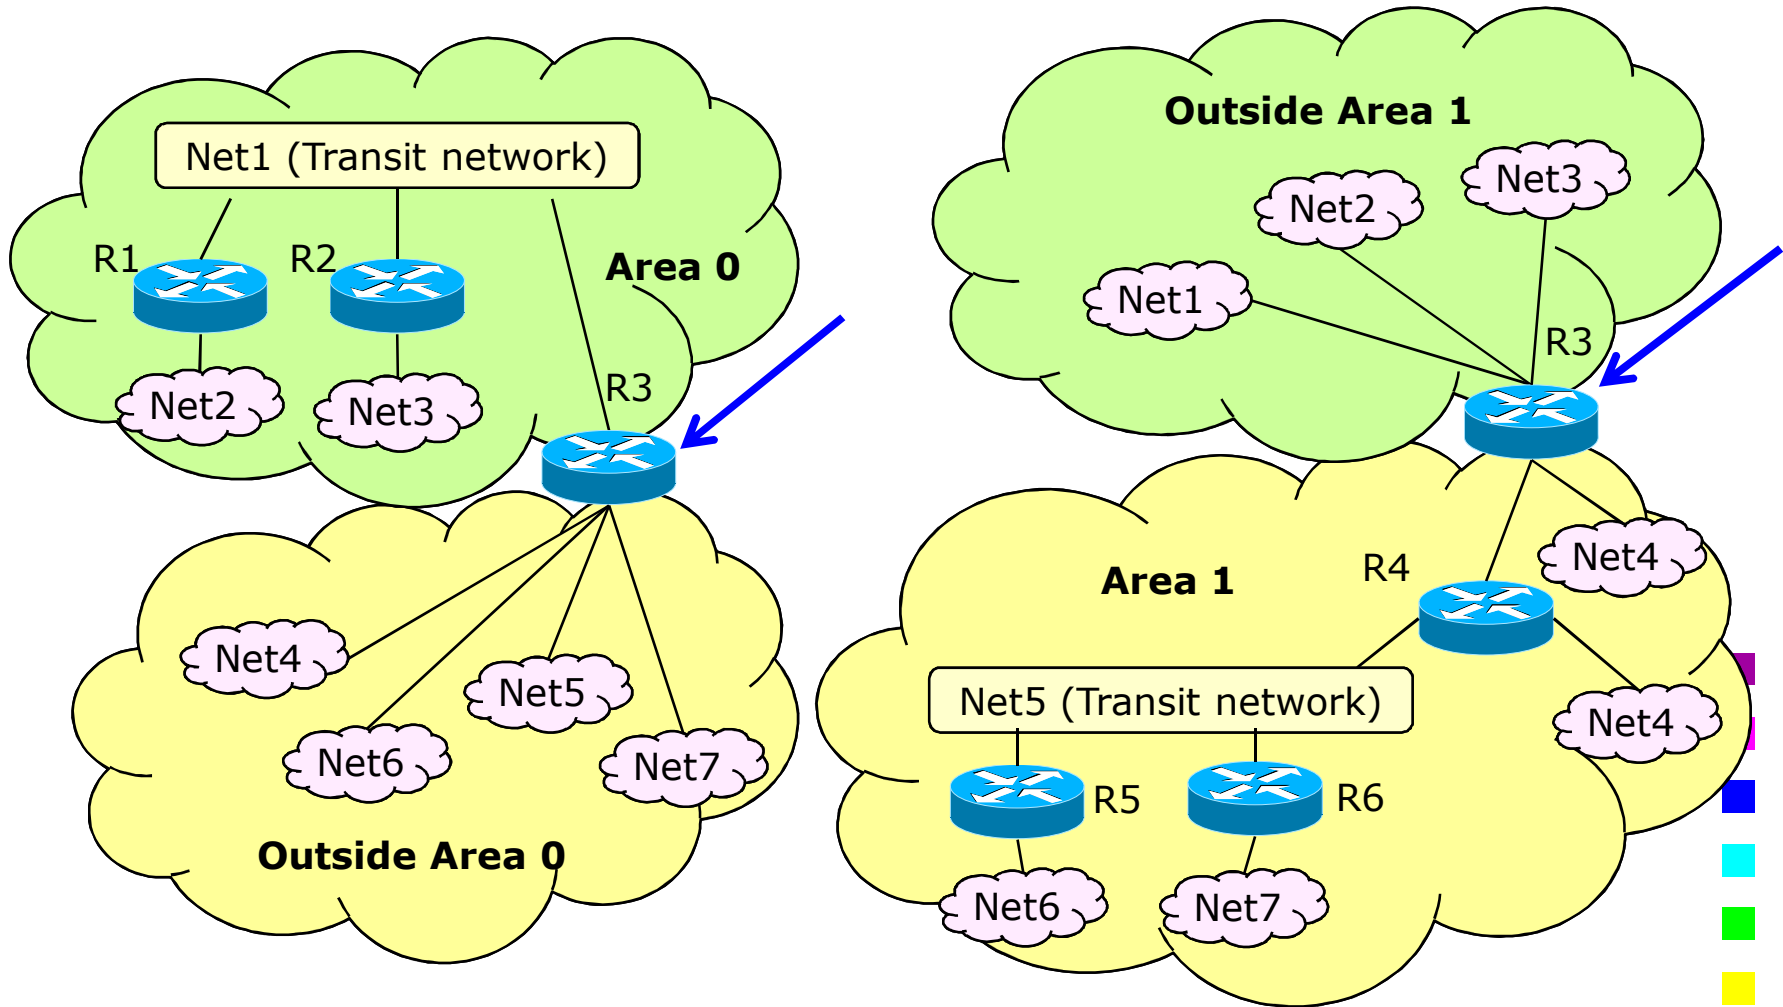 Net1 (Transit network)
R1
R2
Area 0
Net2
Net3
R3
Net4
Net5
Net6
Net7
Outside Area 0
Outside Area 1
Net3
Net2
Net1
R3
Net4
R4
Area 1
Net5 (Transit network)
Net4
R5
R6
Net6
Net7